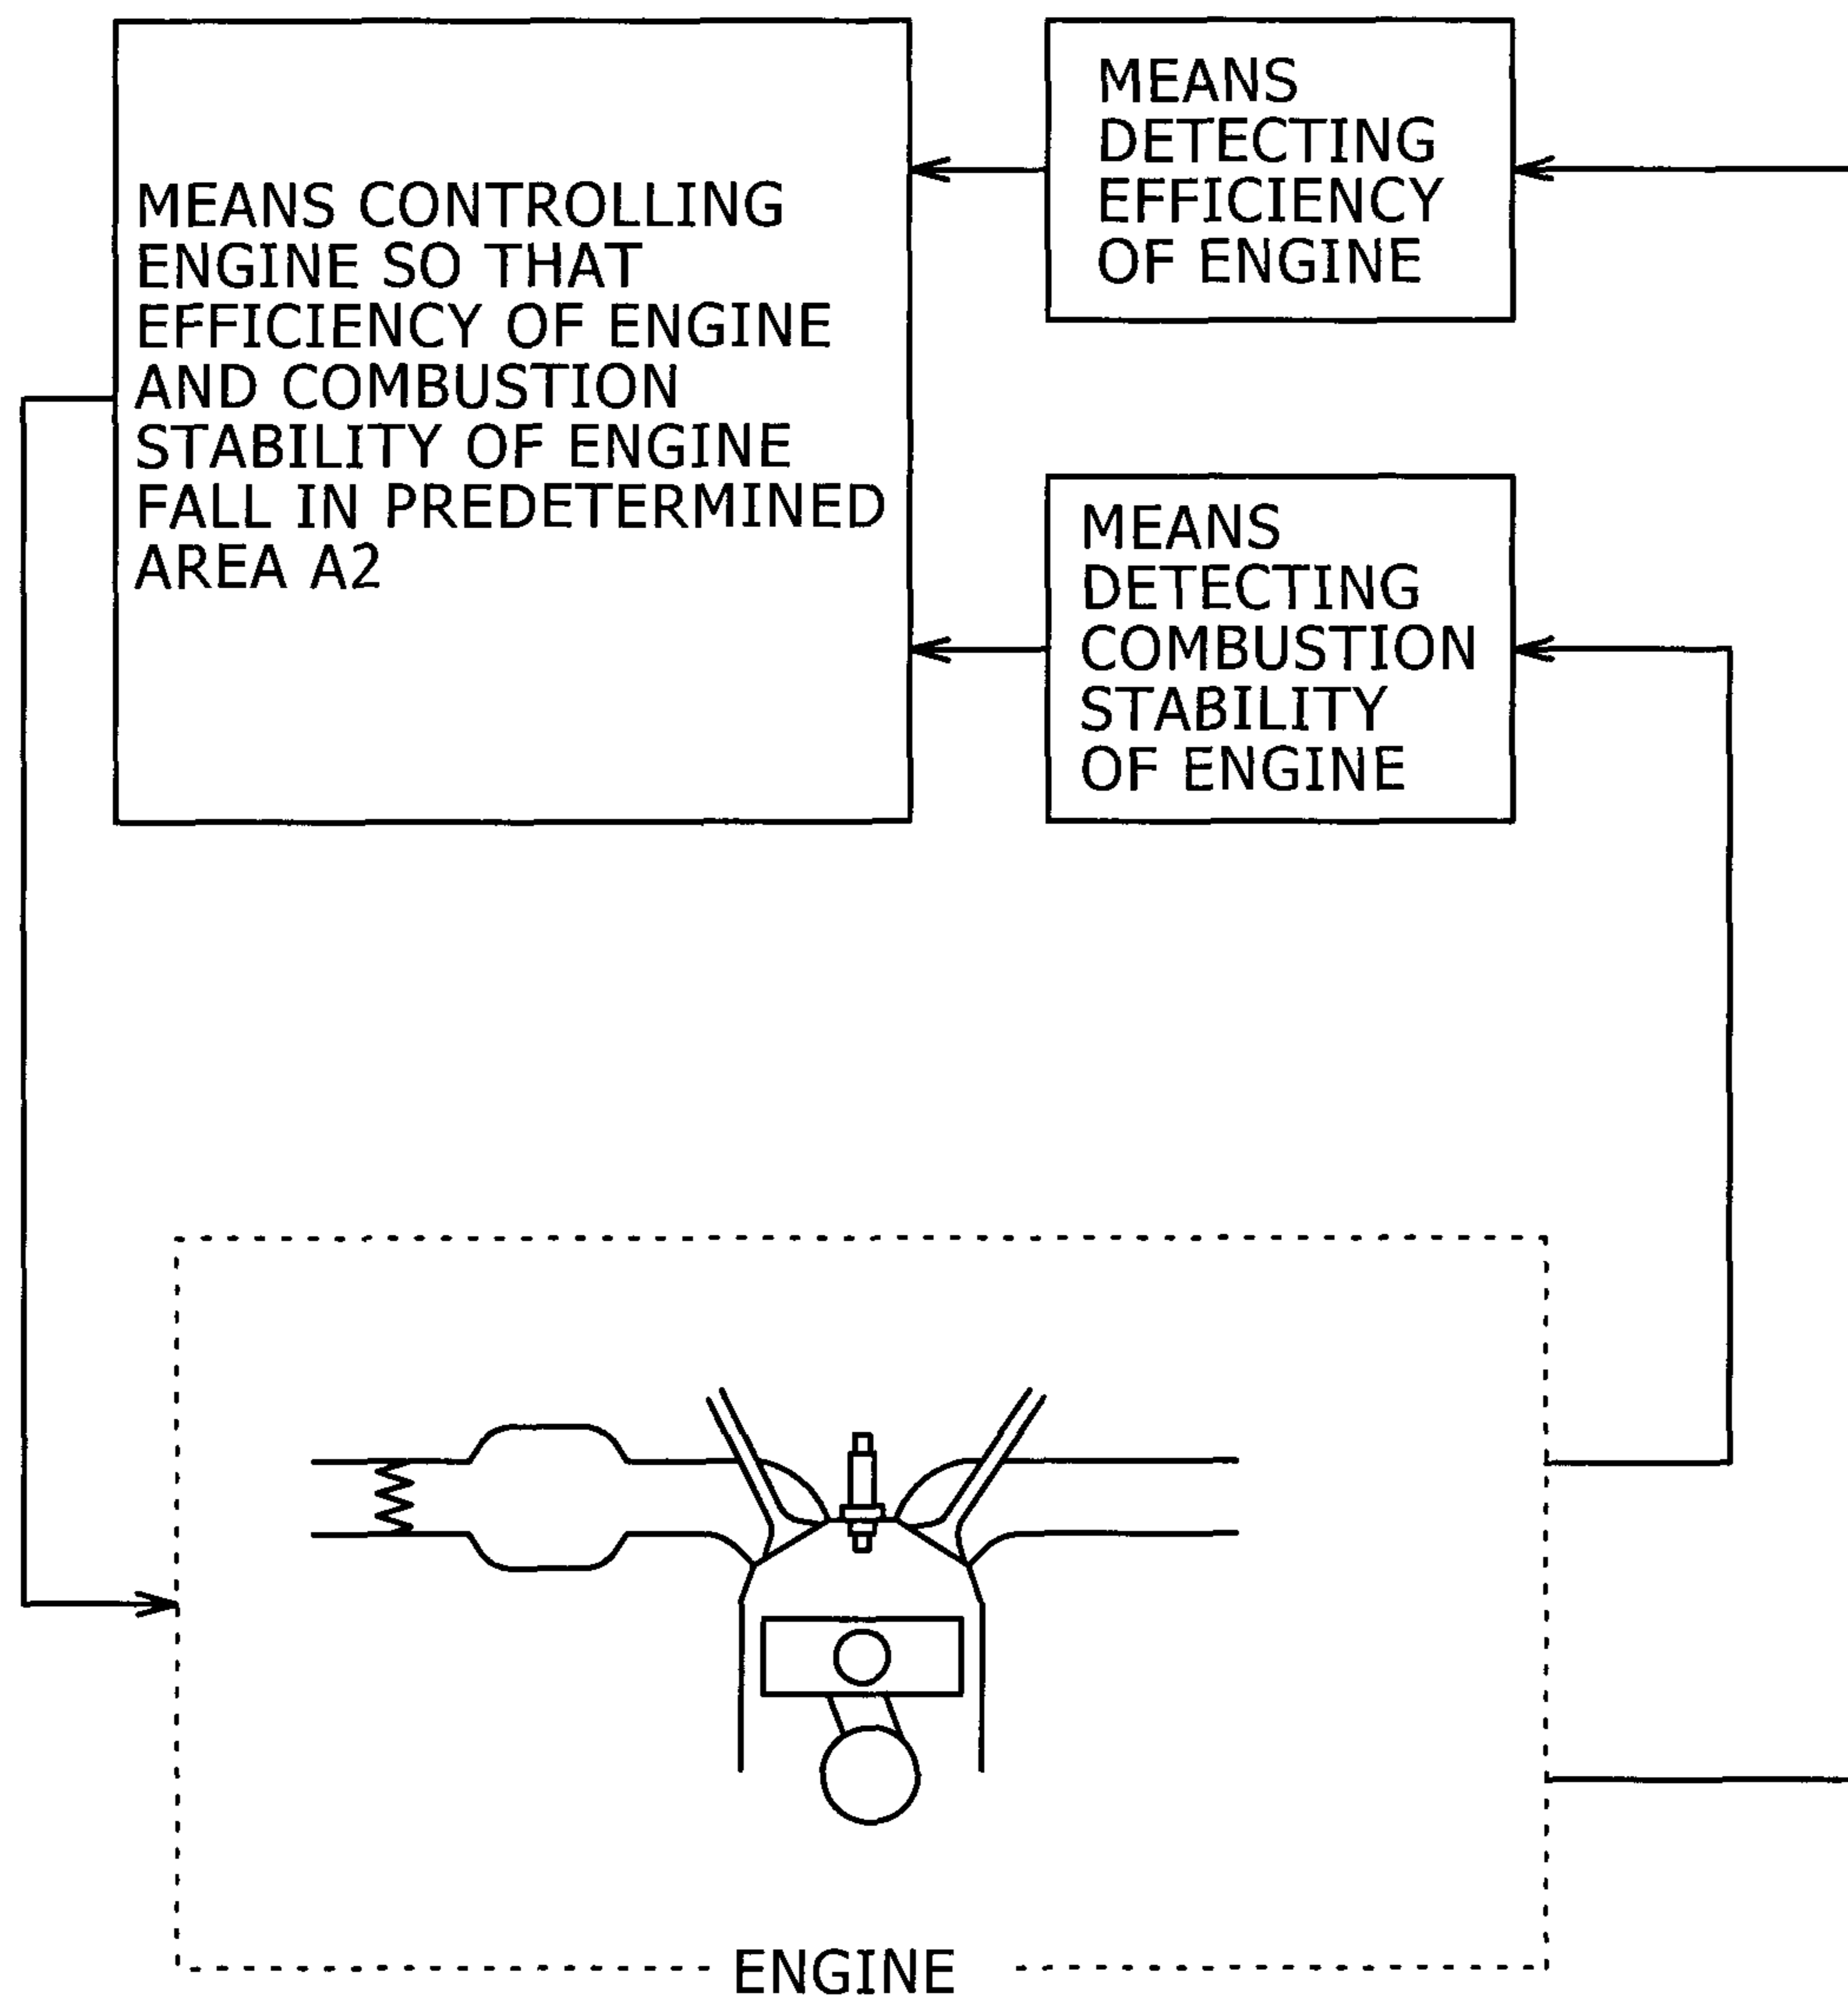 MEANS CONTROLLING
ENGINE SO THAT
EFFICIENCY OF ENGINE
AND COMBUSTION
STABILITY OF ENGINE
FALL IN PREDETERMINED
AREA A2
MEANS
DETECTING
EFFICIENCY
OF ENGINE
MEANS
DETECTING
COMBUSTION
STABILITY
OF ENGINE
ENGINE